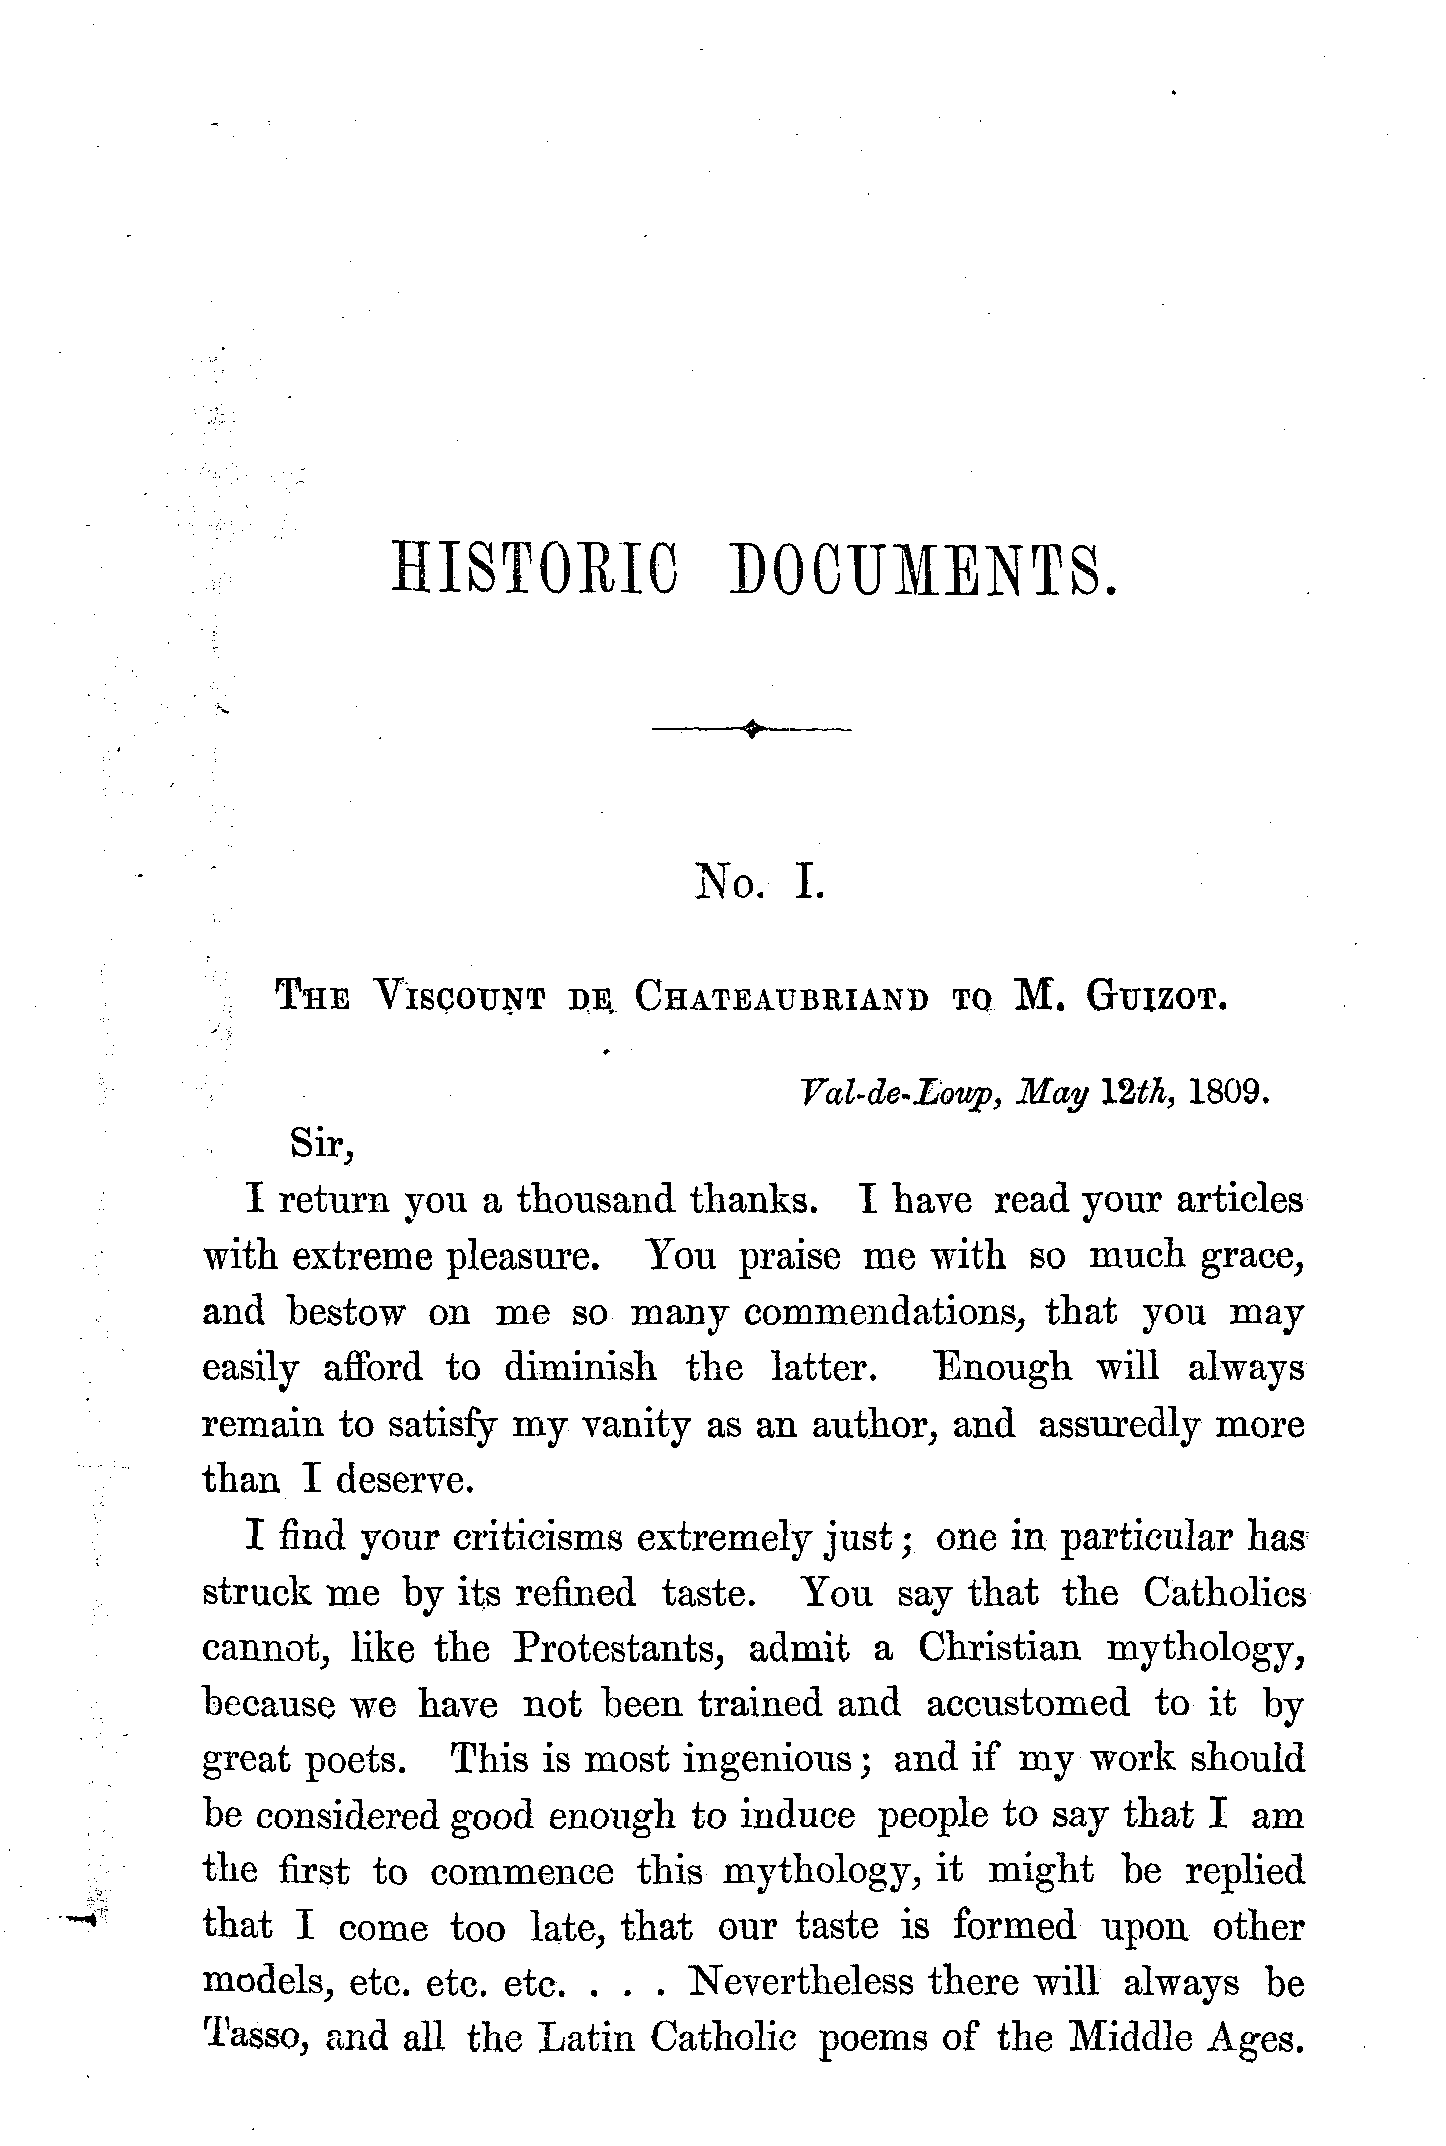 HISTORIC DOCUMENTS.
No. I.
The Viscount de Chateaubriand to M. Guizot.
Val-de-Loup, May 12th, 1809.
Sir,
I return you a thousand thanks. I have read your articles
with extreme pleasure. You praise me with so much grace,
and bestow on me so many commendations, that you may
easily afford to diminish the latter. Enough will always
remain to satisfy my vanity as an author, and assuredly more
than I deserve.
I find your criticisms extremely just; one in particular has
struck me by its refined taste. You say that the Catholics
cannot, like the Protestants, admit a Christian mythology,
because we have not been trained and accustomed to it by
great poets. This is most ingenious; and if my work should
be considered good enough to induce people to say that I am
the first to commence this mythology, it might be replied
that I come too late, that our taste is formed upon other
models, etc. etc. etc. . . . Nevertheless there will always be
Tasso, and all the Latin Catholic poems of the Middle Ages.